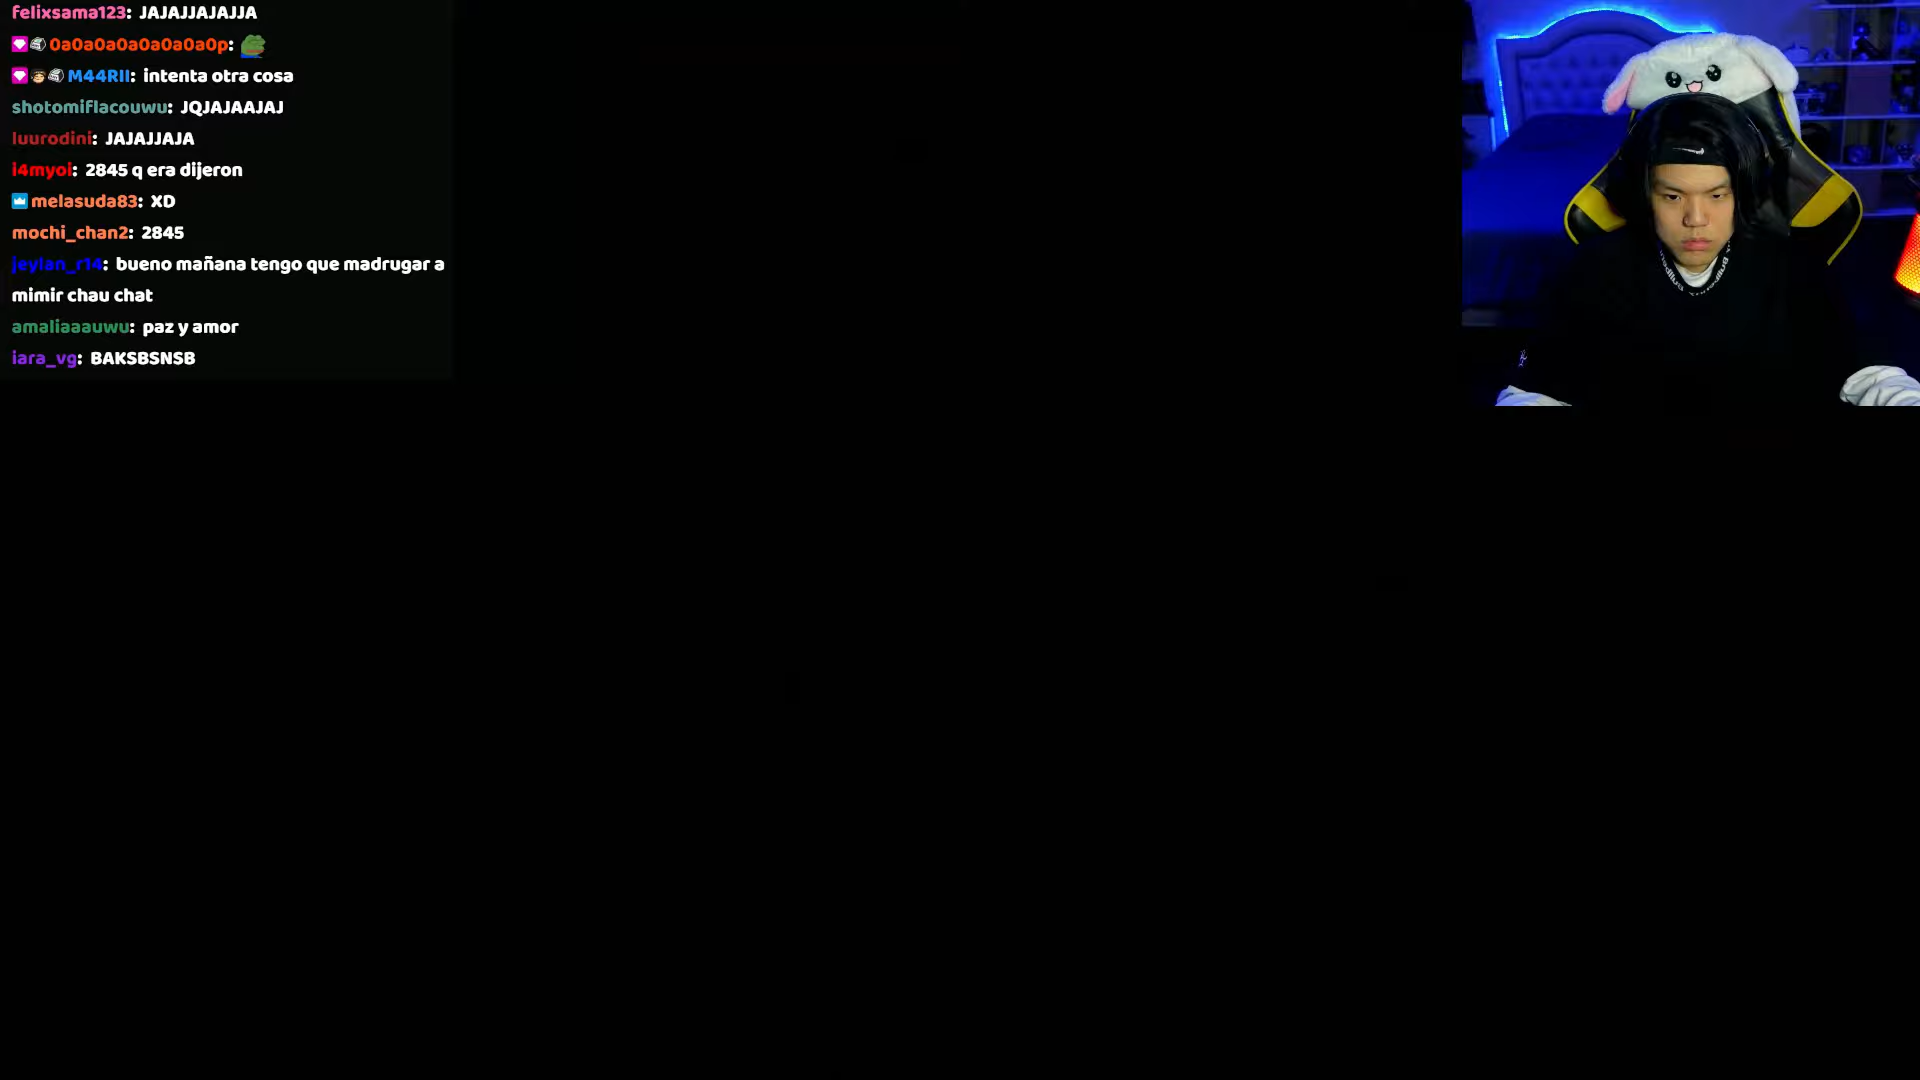 felixsama123: JAJAJJAJAJJA
0a0a0a0a0a0a0a0p:
M44RII: intenta otra cosa
shotomiflacouwu: JQJAJAAJAJ
luurodini: JAJAJJAJA
i4myoi: 2845 q era dijeron
melasuda83: XD
mochi_chan2: 2845
jeylan_r14: bueno mañana tengo que madrugar a
mimir chau chat
amaliaaauwu: paz y amor
iara_vg: BAKSBSNSB